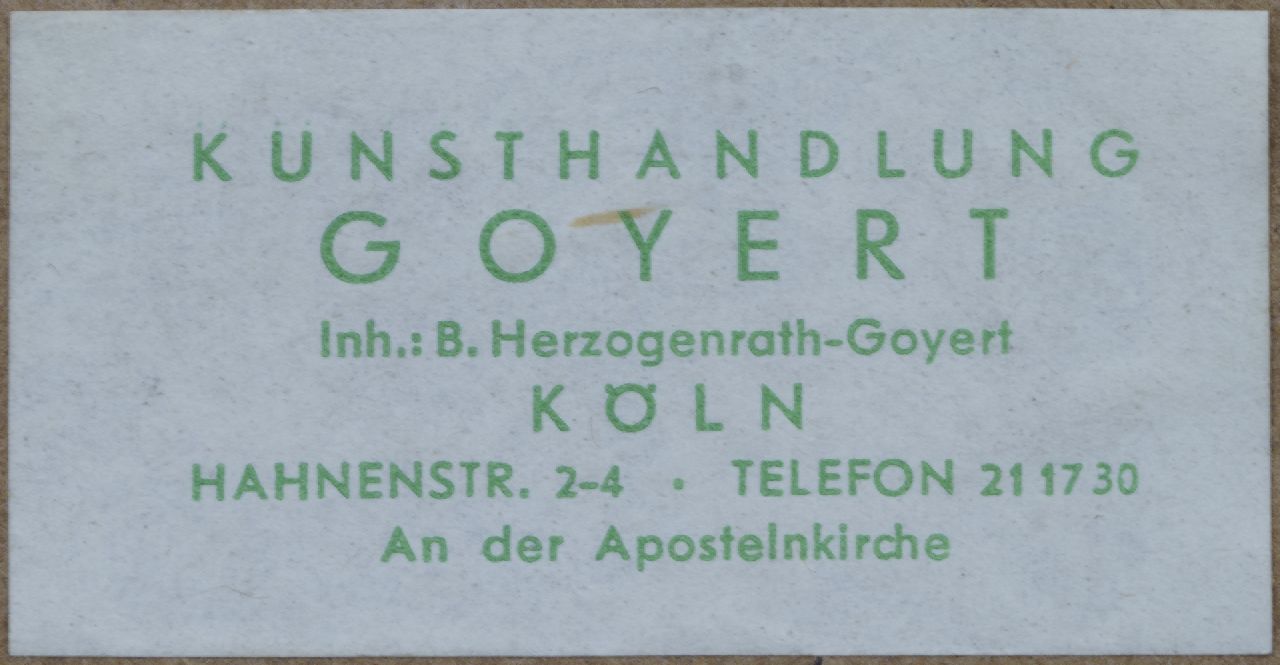 KUNSTHANDLUNG
GOYERT
Inh.: B. Herzogenrath-Goyert
KÖLN
HAHNENSTR. 2-4 · TELEFON 21 17 30
An der Apostelnkirche